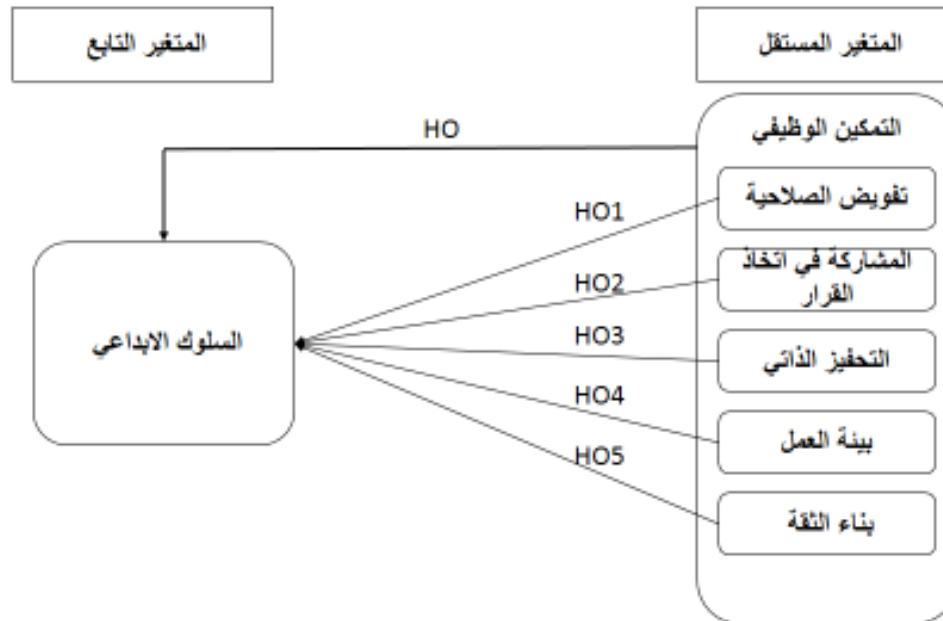 المتغير المستقل
المتغير التابع
التمكين الوظيفي
HO
تفويض الصلاحية
HO1
المشاركة في اتخاذ
القرار
HO2
السلوك الابداعي
HO3
التحفيز الذاتي
HO4
بيئة العمل
HO5
بناء الثقة